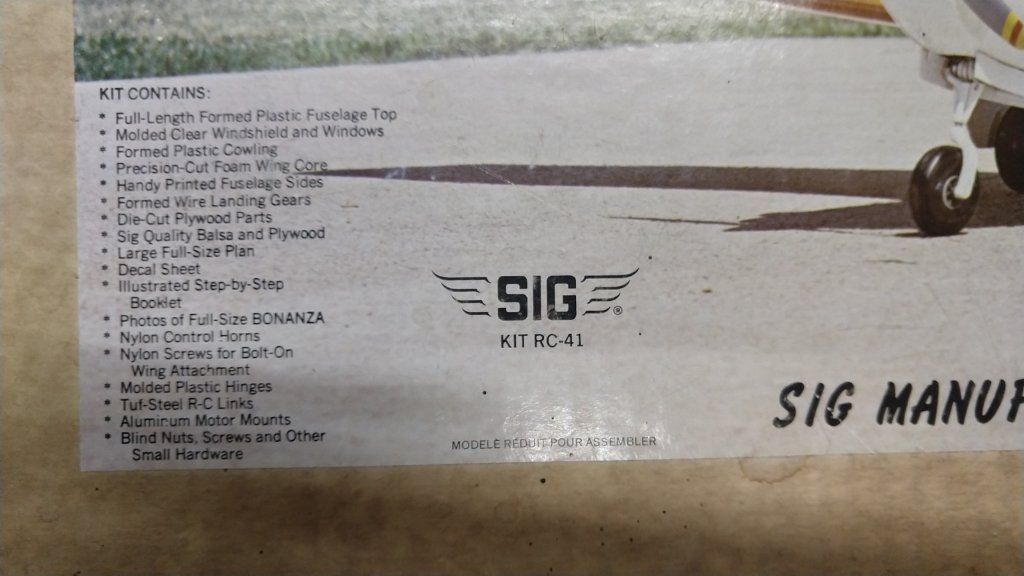 KIT CONTAINS:
* Full-Length Formed Plastic Fuselage Top
* Molded Clear Windshield and Windows
* Formed Plastic Cowling
* Precision-Cut Foam Wing Core
* Handy Printed Fuselage Sides
* Formed Wire Landing Gears
* Die-Cut Plywood Parts
* Sig Quality Balsa and Plywood
* Large Full-Size Plan
* Decal Sheet
* Illustrated Step-by-Step
Booklet
* Photos of Full-Size BONANZA
* Nylon Control Horns
* Nylon Screws for Bolt-On
Wing Attachment
* Molded Plastic Hinges
* Tuf-Steel R-C Links
* Aluminum Motor Mounts
* Blind Nuts, Screws and Other
Small Hardware
SIG®
KIT RC-41
MODELÈ RÉDUIT POUR ASSEMBLER
SIG MANUF